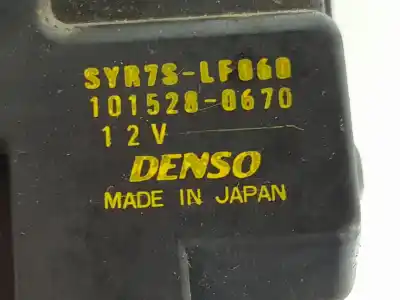 SYR7S-LF060
101528-0670
12V
DENSO
MADE IN JAPAN